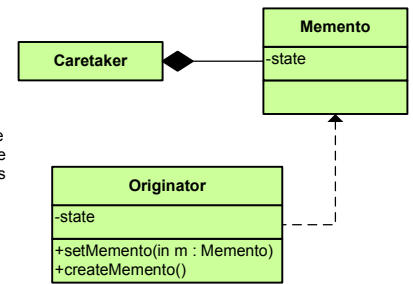 Memento
Caretaker
-state
e
e
s
Originator
-state
+setMemento(in m : Memento)
+createMemento()